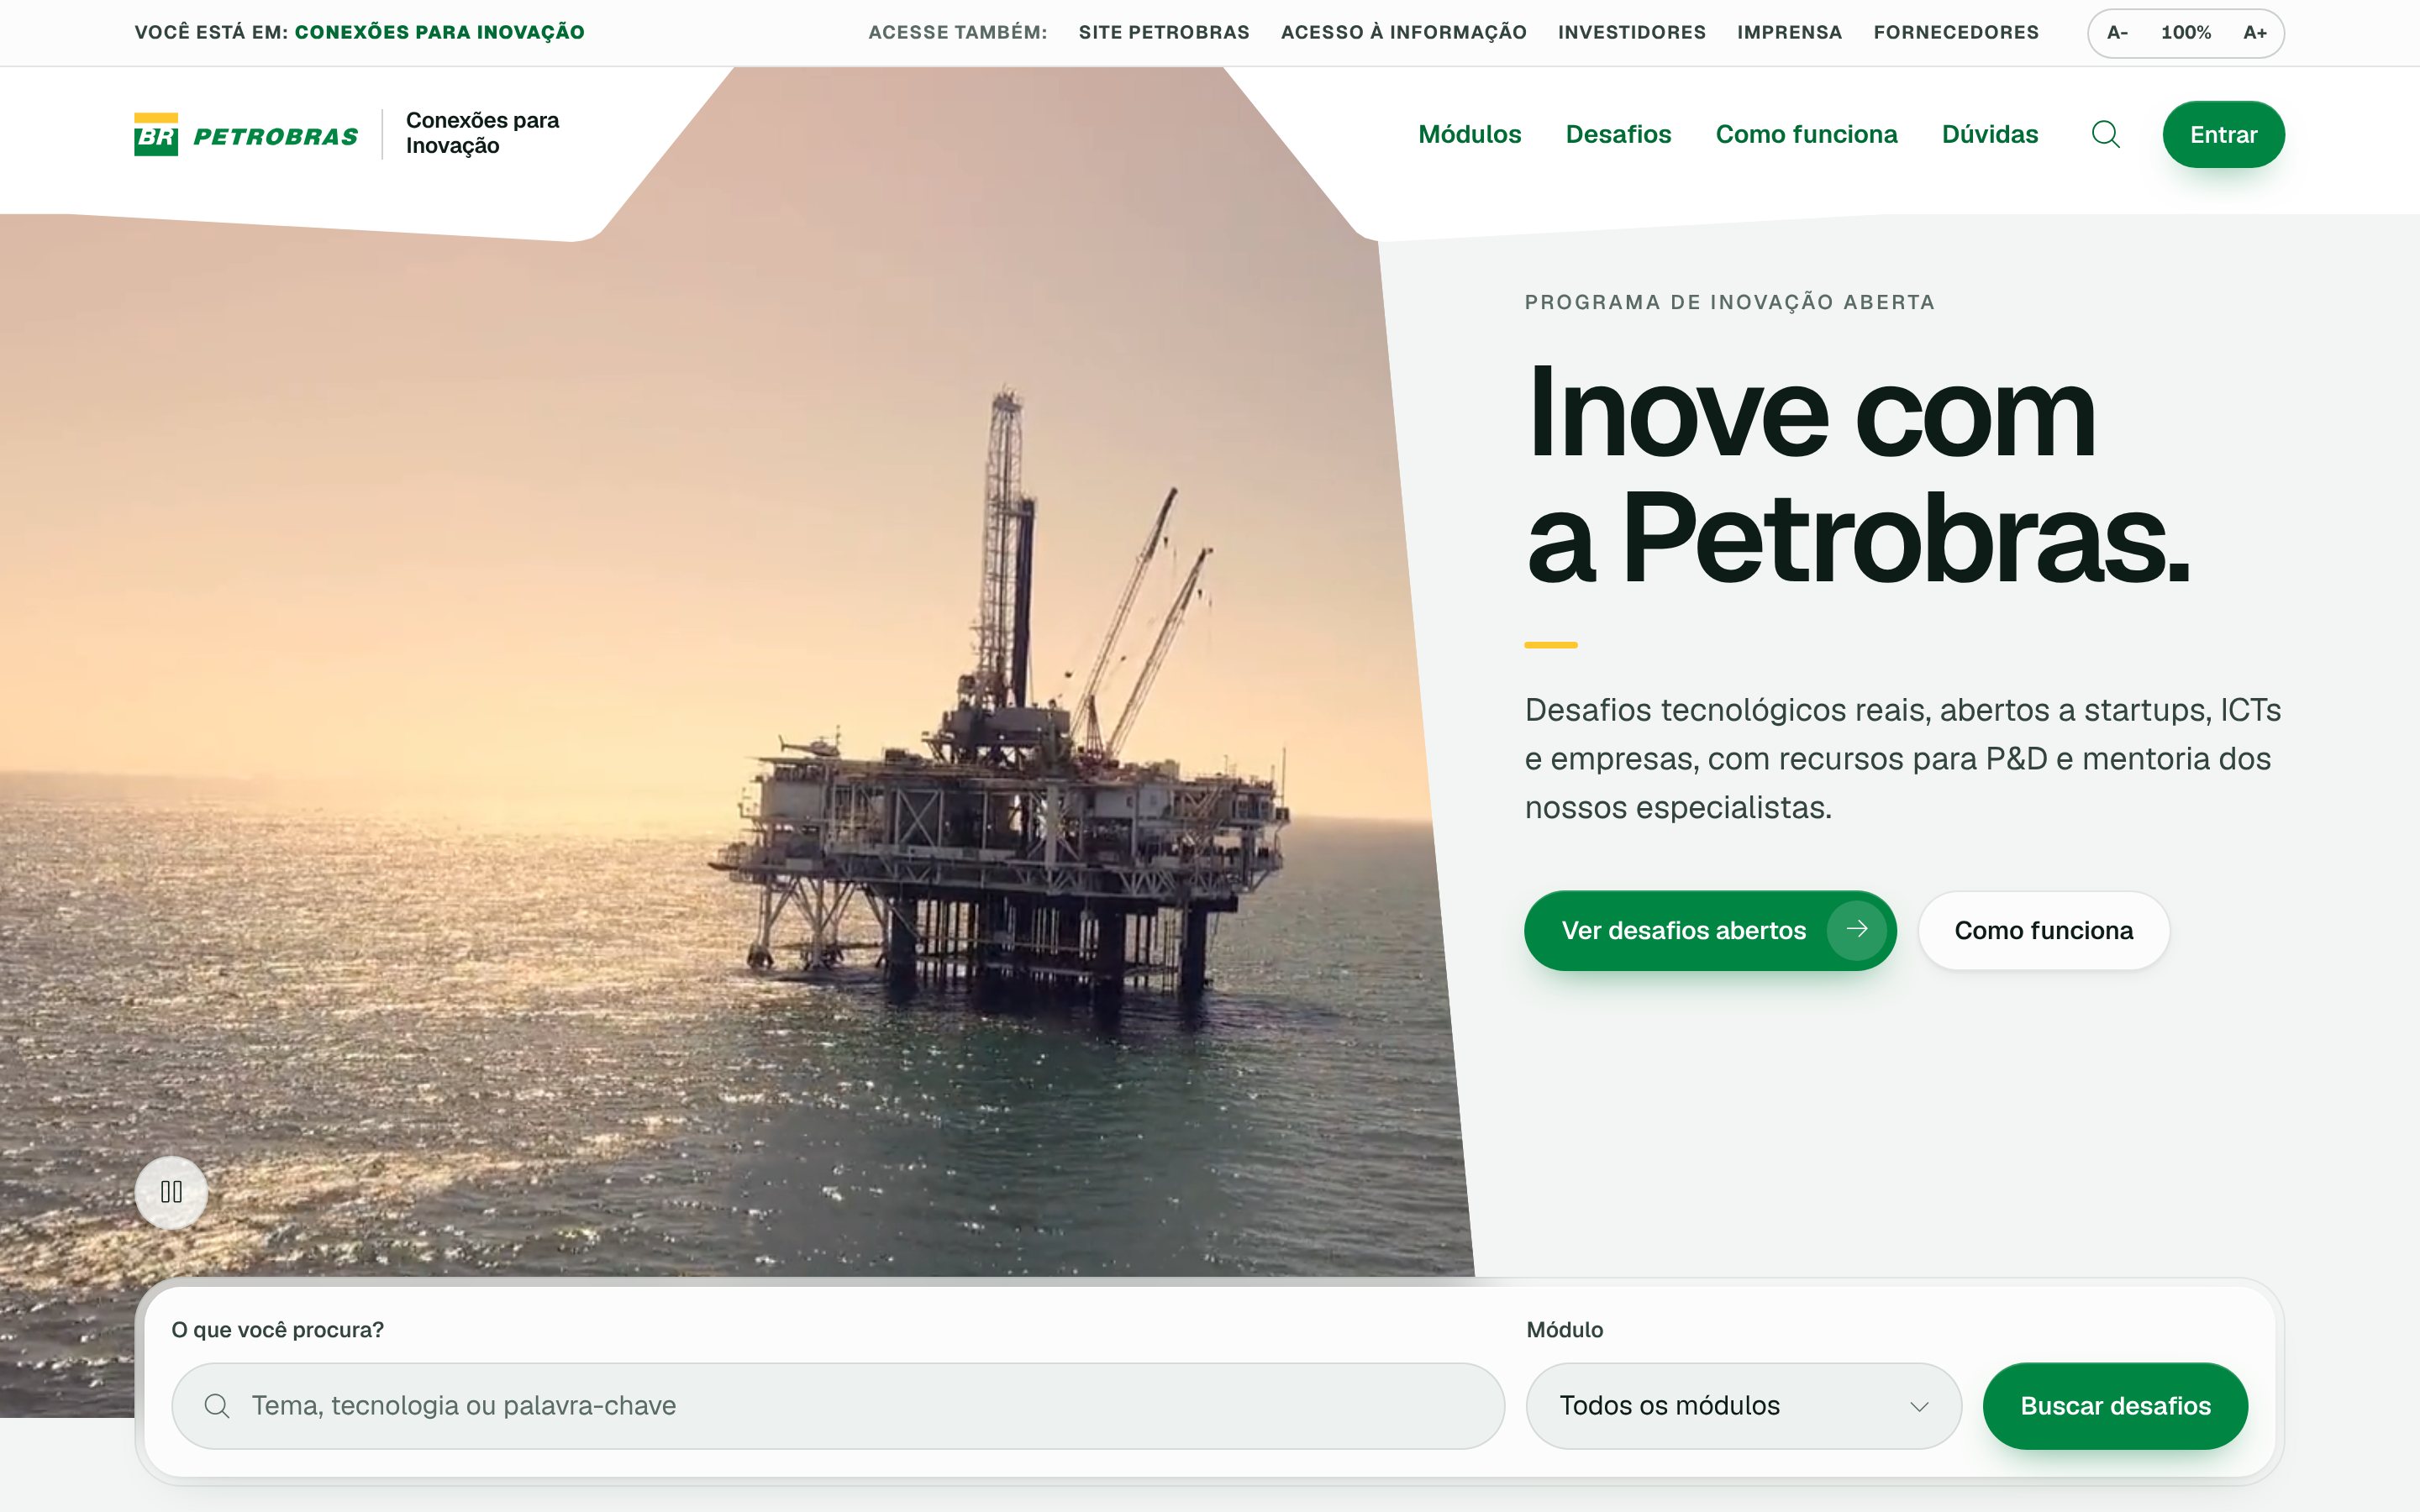 VOCÊ ESTÁ EM: CONEXÕES PARA INOVAÇÃO
ACESSE TAMBÉM: SITE PETROBRAS ACESSO À INFORMAÇÃO INVESTIDORES IMPRENSA FORNECEDORES A- 100% A+
BR PETROBRAS
Conexões para
Inovação
Módulos Desafios Como funciona Dúvidas Entrar
PROGRAMA DE INOVAÇÃO ABERTA
Inove com
a Petrobras.
Desafios tecnológicos reais, abertos a startups, ICTs
e empresas, com recursos para P&D e mentoria dos
nossos especialistas.
Ver desafios abertos Como funciona
O que você procura?
Tema, tecnologia ou palavra-chave
Módulo
Todos os módulos
Buscar desafios